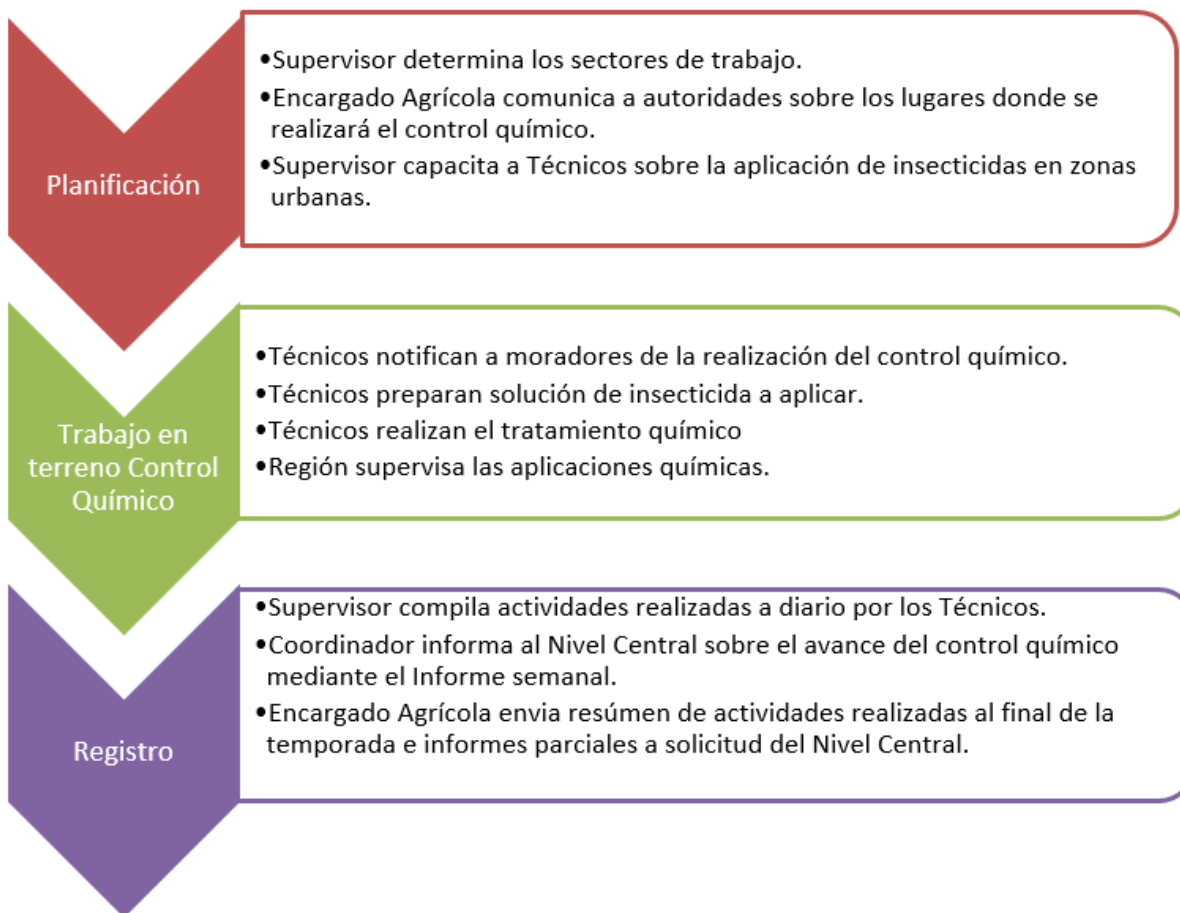 Planificación
•Supervisor determina los sectores de trabajo.
•Encargado Agrícola comunica a autoridades sobre los lugares donde se
realizará el control químico.
•Supervisor capacita a Técnicos sobre la aplicación de insecticidas en zonas
urbanas.
Trabajo en
terreno Control
Químico
•Técnicos notifican a moradores de la realización del control químico.
•Técnicos preparan solución de insecticida a aplicar.
•Técnicos realizan el tratamiento químico
•Región supervisa las aplicaciones químicas.
Registro
•Supervisor compila actividades realizadas a diario por los Técnicos.
•Coordinador informa al Nivel Central sobre el avance del control químico
mediante el Informe semanal.
•Encargado Agrícola envia resúmen de actividades realizadas al final de la
temporada e informes parciales a solicitud del Nivel Central.